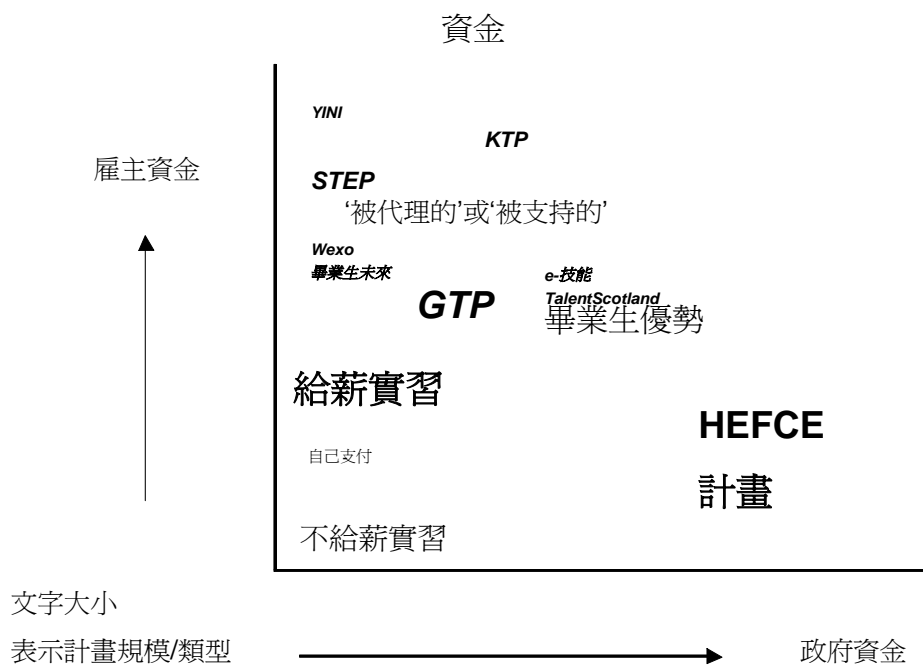 資金
YINI
KTP
雇主資金
STEP
‘被代理的’或‘被支持的’
Wexo
畢業生未來
e-技能
GTP
TalentScotland
畢業生優勢
給薪實習
HEFCE
自己支付
計畫
不給薪實習
文字大小
表示計畫規模/類型
政府資金